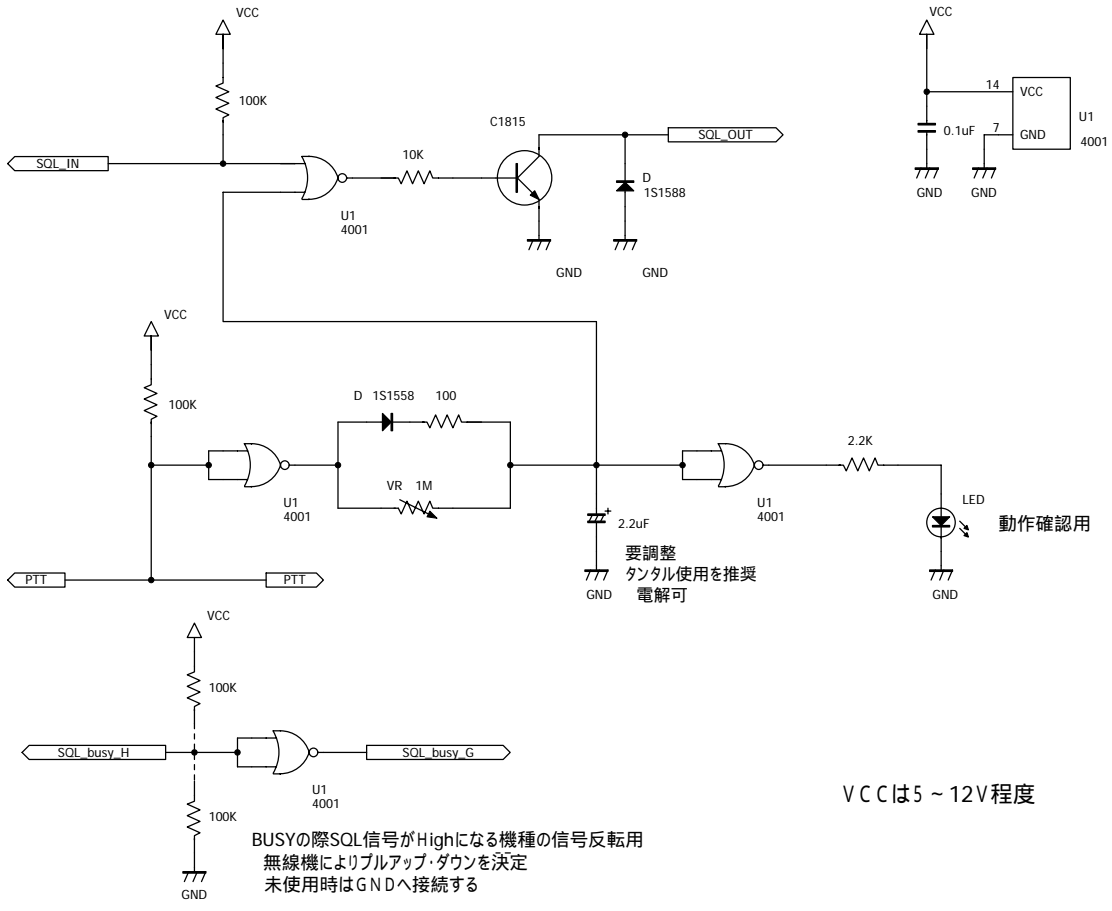 VCC
100K
SQL_IN
U1
4001
10K
C1815
SQL_OUT
D
1S1588
GND
GND
VCC
14
VCC
7
GND
U1
4001
0.1uF
GND
GND
VCC
100K
U1
4001
D 1S1558
100
VR 1M
PTT
PTT
2.2uF
要調整
タンタル使用を推奨
電解可
GND
U1
4001
2.2K
LED
動作確認用
GND
VCC
100K
SQL_busy_H
SQL_busy_G
U1
4001
100K
GND
BUSYの際SQL信号がHighになる機種の信号反転用
無線機によりプルアップ・ダウンを決定
未使用時はGNDへ接続する
VCCは5~12V程度